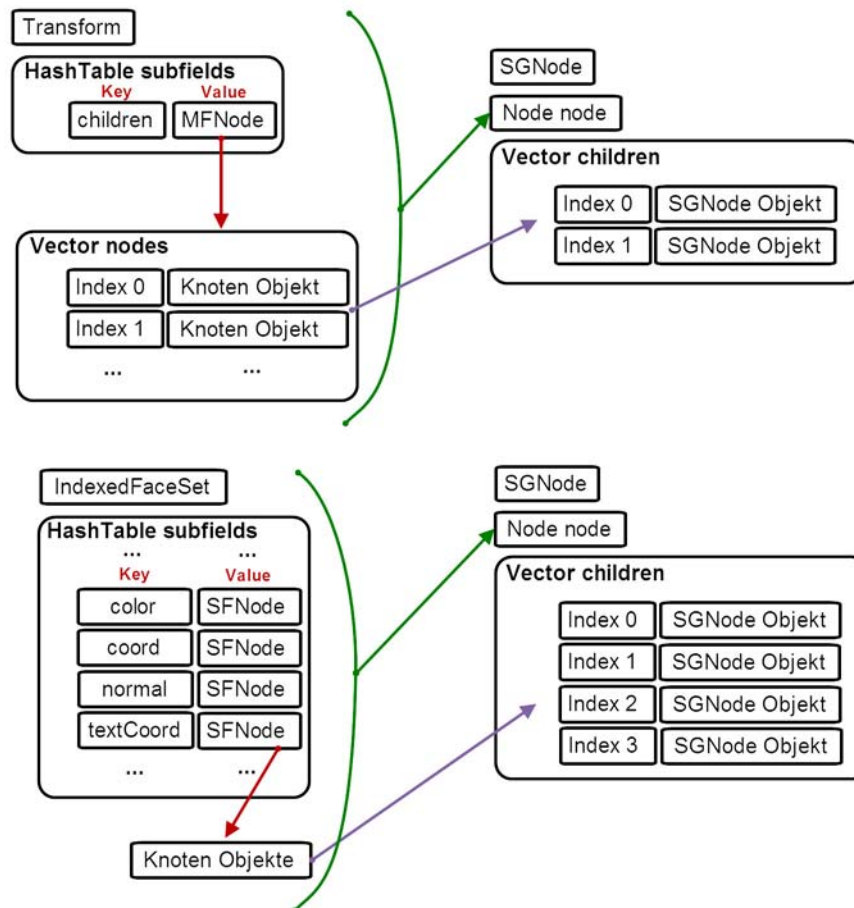 Transform
HashTable subfields
Key Value
children MFNode
Vector nodes
Index 0 Knoten Objekt
Index 1 Knoten Objekt
... ...
SGNode
Node node
Vector children
Index 0 SGNode Objekt
Index 1 SGNode Objekt
IndexedFaceSet
HashTable subfields
... ...
Key Value
color SFNode
coord SFNode
normal SFNode
textCoord SFNode
... ...
Knoten Objekte
SGNode
Node node
Vector children
Index 0 SGNode Objekt
Index 1 SGNode Objekt
Index 2 SGNode Objekt
Index 3 SGNode Objekt